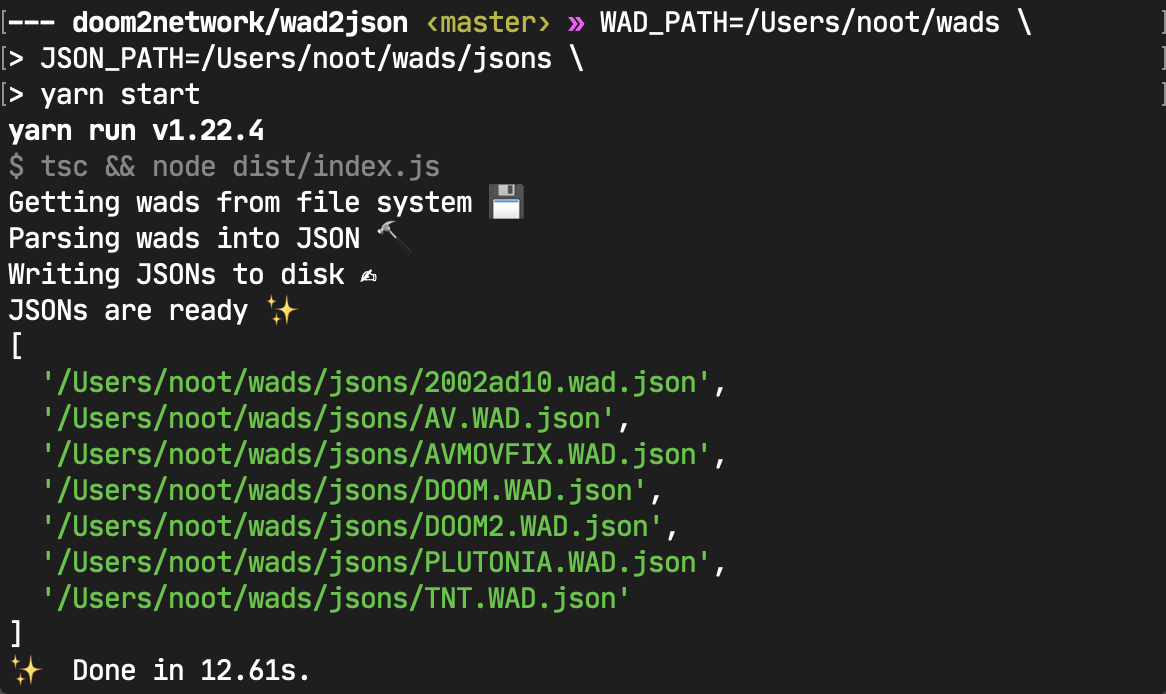 --- doom2network/wad2json ‹master› » WAD_PATH=/Users/noot/wads \
> JSON_PATH=/Users/noot/wads/jsons \
> yarn start
yarn run v1.22.4
$ tsc && node dist/index.js
Getting wads from file system 💾
Parsing wads into JSON 🔨
Writing JSONs to disk ✍
JSONs are ready ✨
[
  '/Users/noot/wads/jsons/2002ad10.wad.json',
  '/Users/noot/wads/jsons/AV.WAD.json',
  '/Users/noot/wads/jsons/AVMOVFIX.WAD.json',
  '/Users/noot/wads/jsons/DOOM.WAD.json',
  '/Users/noot/wads/jsons/DOOM2.WAD.json',
  '/Users/noot/wads/jsons/PLUTONIA.WAD.json',
  '/Users/noot/wads/jsons/TNT.WAD.json'
]
✨  Done in 12.61s.